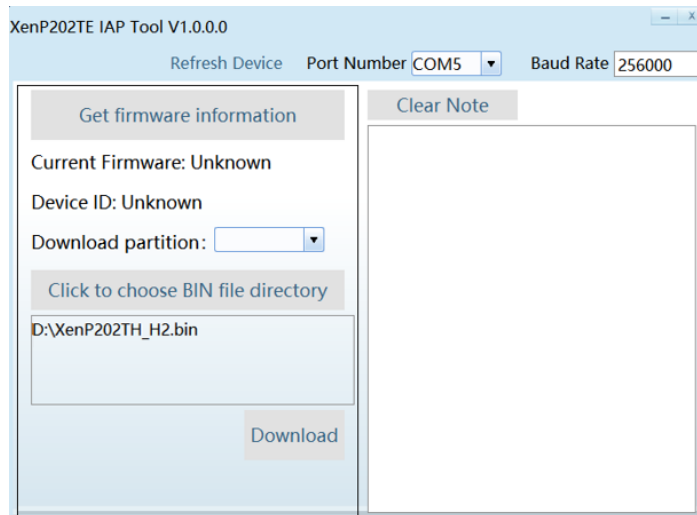 XenP202TE IAP Tool V1.0.0.0
Refresh Device Port Number COM5 Baud Rate 256000
Get firmware information
Clear Note
Current Firmware: Unknown
Device ID: Unknown
Download partition:
Click to choose BIN file directory
D:\XenP202TH_H2.bin
Download